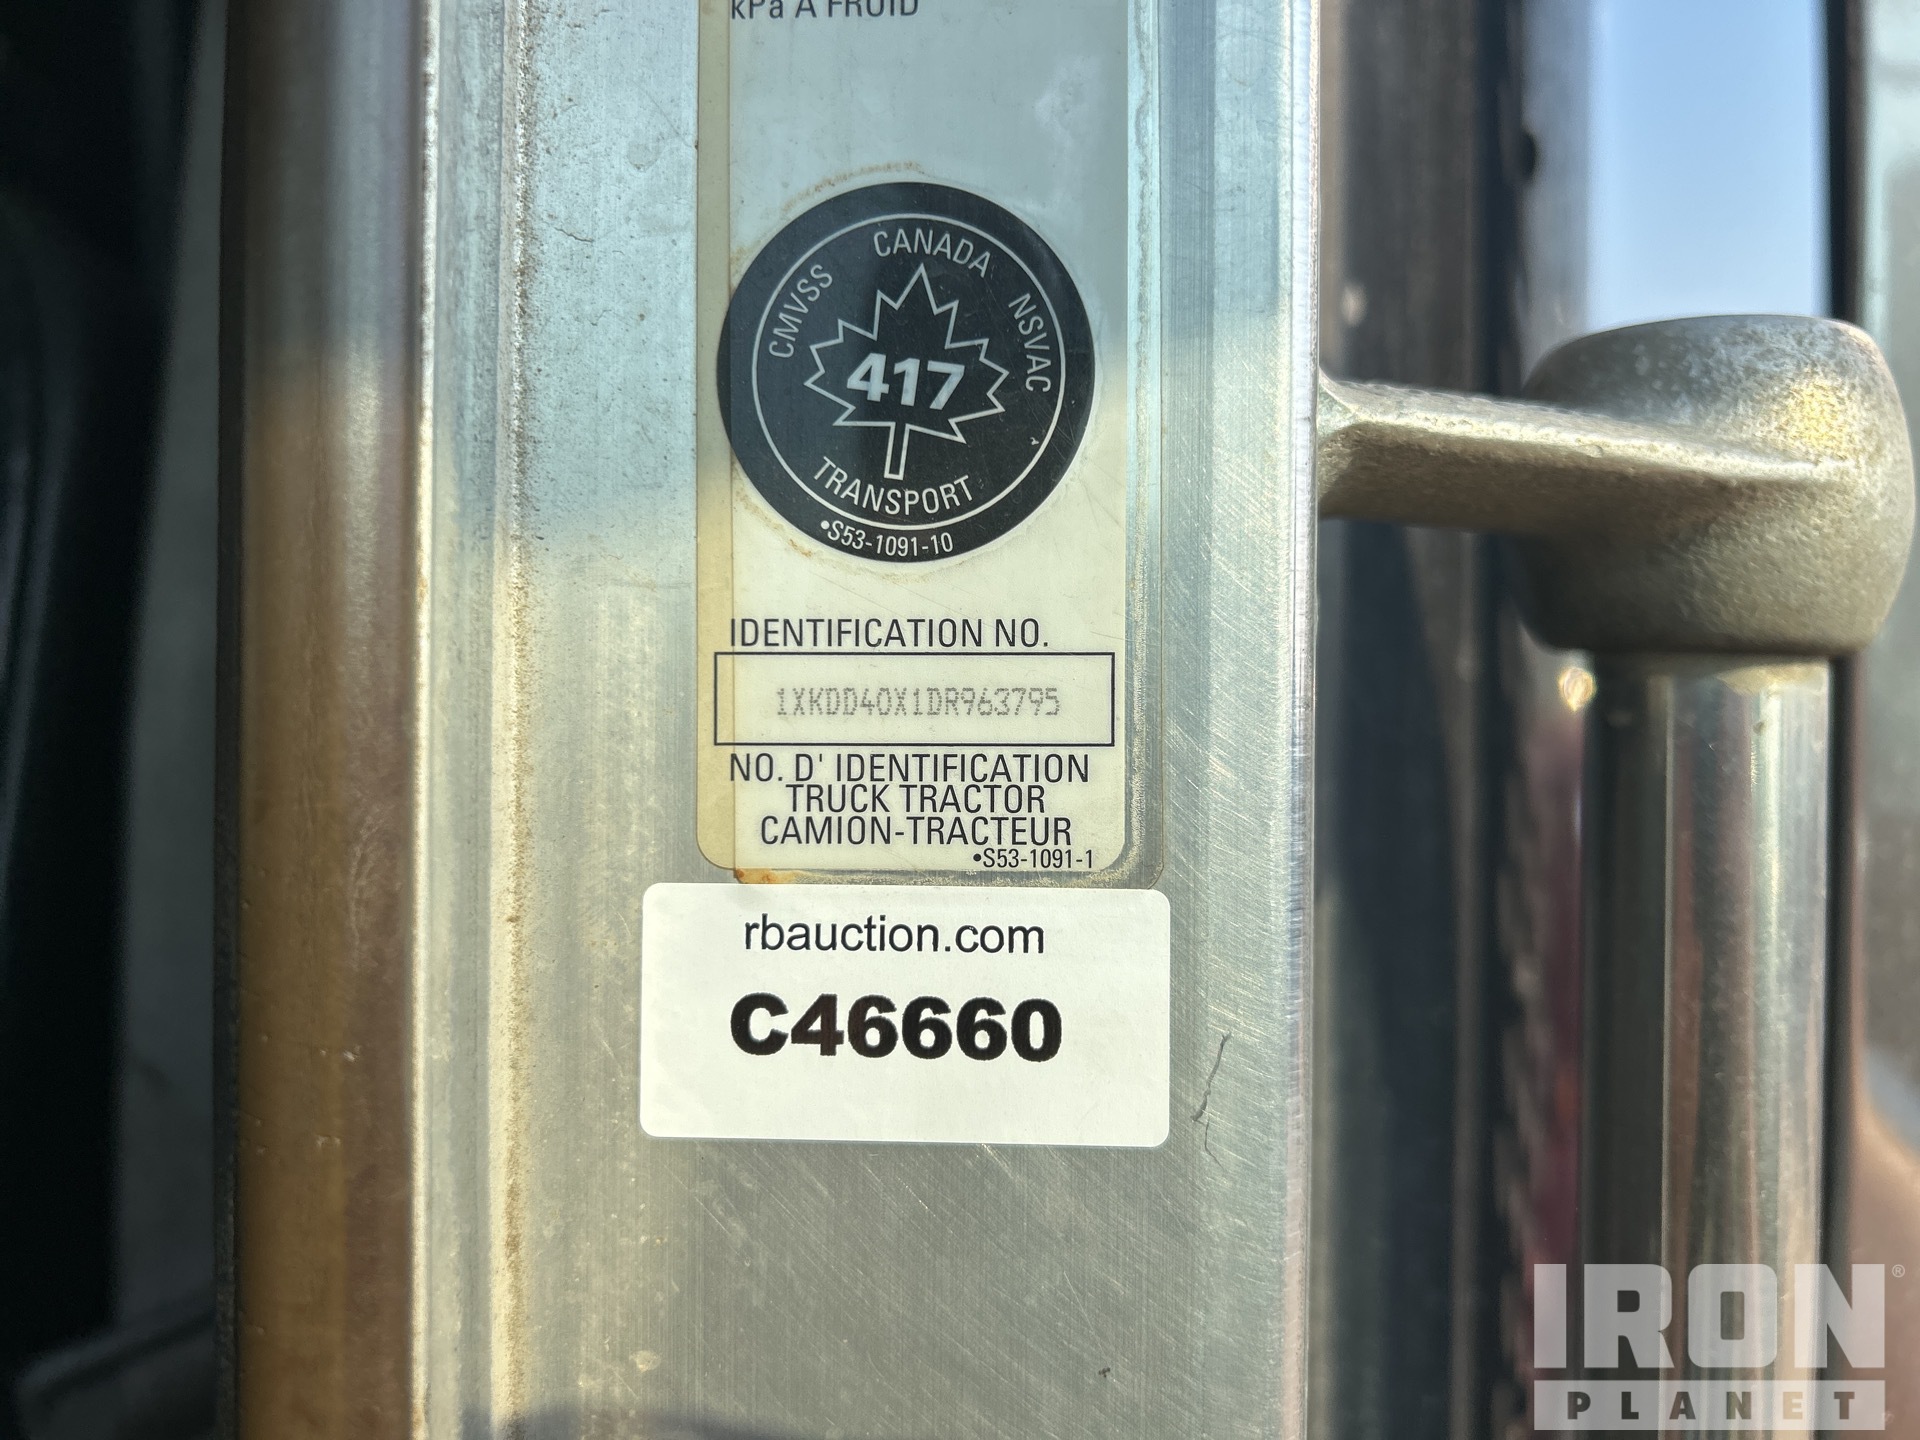 kPa A FROID
CANADA
CMVSS
NSVAC
417
TRANSPORT
•S53-1091-10
IDENTIFICATION NO.
1XKDD40X1DR963795
NO. D' IDENTIFICATION
TRUCK TRACTOR
CAMION-TRACTEUR
•S53-1091-1
rbauction.com
C46660
IRON®
PLANET